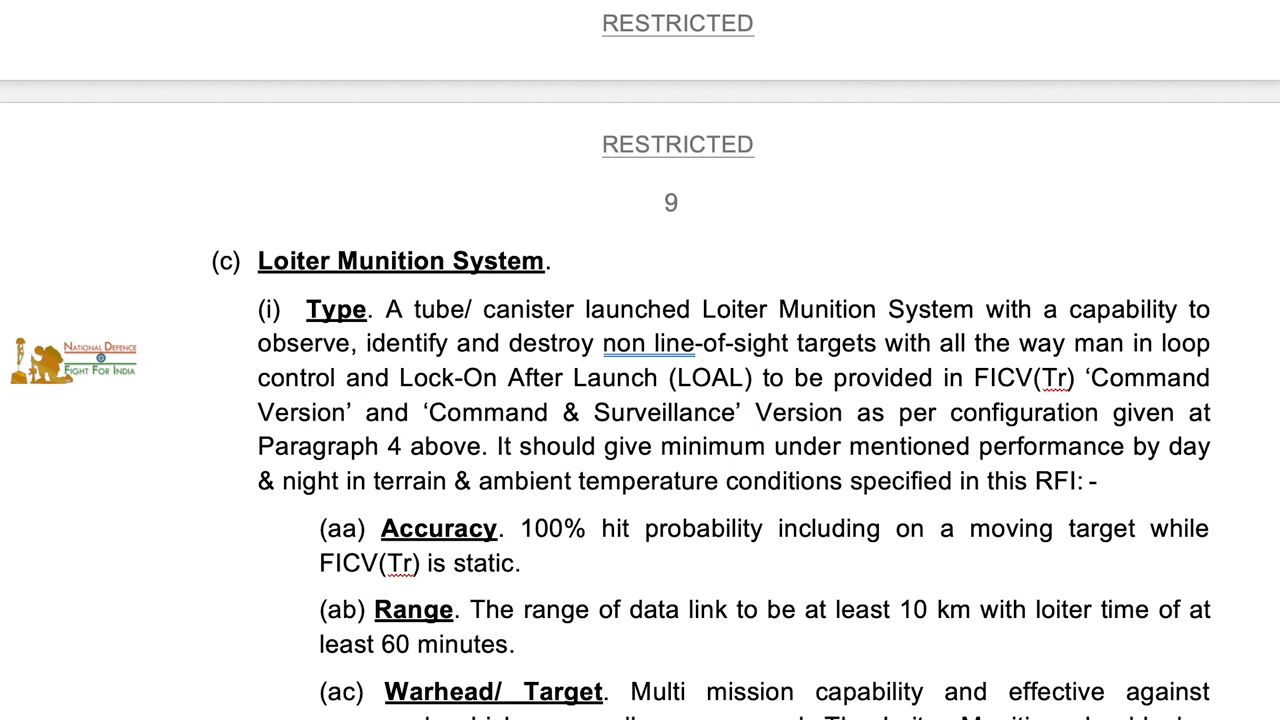 RESTRICTED
RESTRICTED
9
(c) Loiter Munition System.
(i) Type. A tube/ canister launched Loiter Munition System with a capability to
observe, identify and destroy non line-of-sight targets with all the way man in loop
NATIONAL DEFENCE
FIGHT FOR INDIA
control and Lock-On After Launch (LOAL) to be provided in FICV(Tr) ‘Command
Version’ and ‘Command & Surveillance’ Version as per configuration given at
Paragraph 4 above. It should give minimum under mentioned performance by day
& night in terrain & ambient temperature conditions specified in this RFI: -
(aa) Accuracy. 100% hit probability including on a moving target while
FICV(Tr) is static.
(ab) Range. The range of data link to be at least 10 km with loiter time of at
least 60 minutes.
(ac) Warhead/ Target. Multi mission capability and effective against